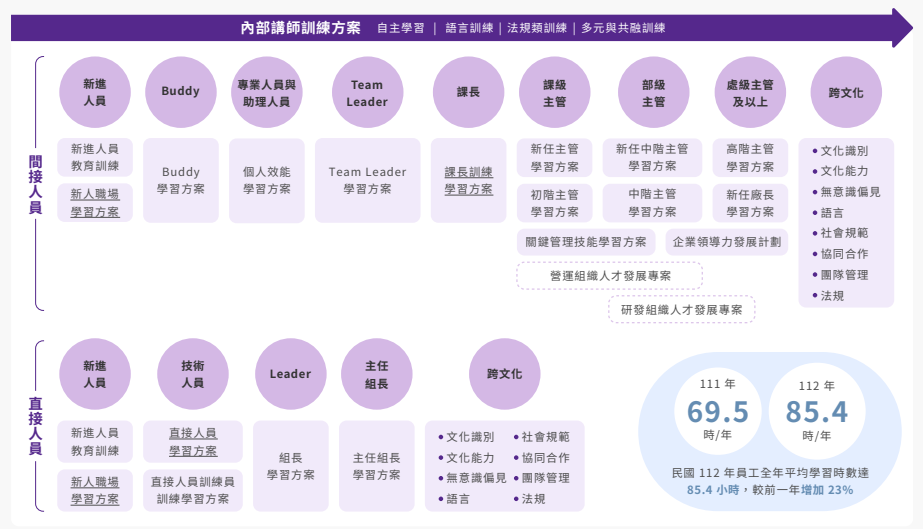 內部講師訓練方案 自主學習 | 語言訓練 | 法規類訓練 | 多元與共融訓練
間接人員
新進
人員
Buddy
專業人員與
助理人員
Team
Leader
課長
課級
主管
部級
主管
處級主管
及以上
跨文化
新進人員
教育訓練
新人職場
學習方案
Buddy
學習方案
個人效能
學習方案
Team Leader
學習方案
課長訓練
學習方案
新任主管
學習方案
初階主管
學習方案
新任中階主管
學習方案
中階主管
學習方案
高階主管
學習方案
新任廠長
學習方案
關鍵管理技能學習方案
企業領導力發展計劃
營運組織人才發展專案
研發組織人才發展專案
•文化識別
•文化能力
•無意識偏見
•語言
•社會規範
•協同合作
•團隊管理
•法規
直接人員
新進
人員
技術
人員
Leader
主任
組長
跨文化
新進人員
教育訓練
新人職場
學習方案
直接人員
學習方案
直接人員訓練員
訓練學習方案
組長
學習方案
主任組長
學習方案
•文化識別
•文化能力
•無意識偏見
•語言
•社會規範
•協同合作
•團隊管理
•法規
111 年
69.5
時/年
112 年
85.4
時/年
民國 112 年員工全年平均學習時數達
85.4 小時，較前一年增加 23%